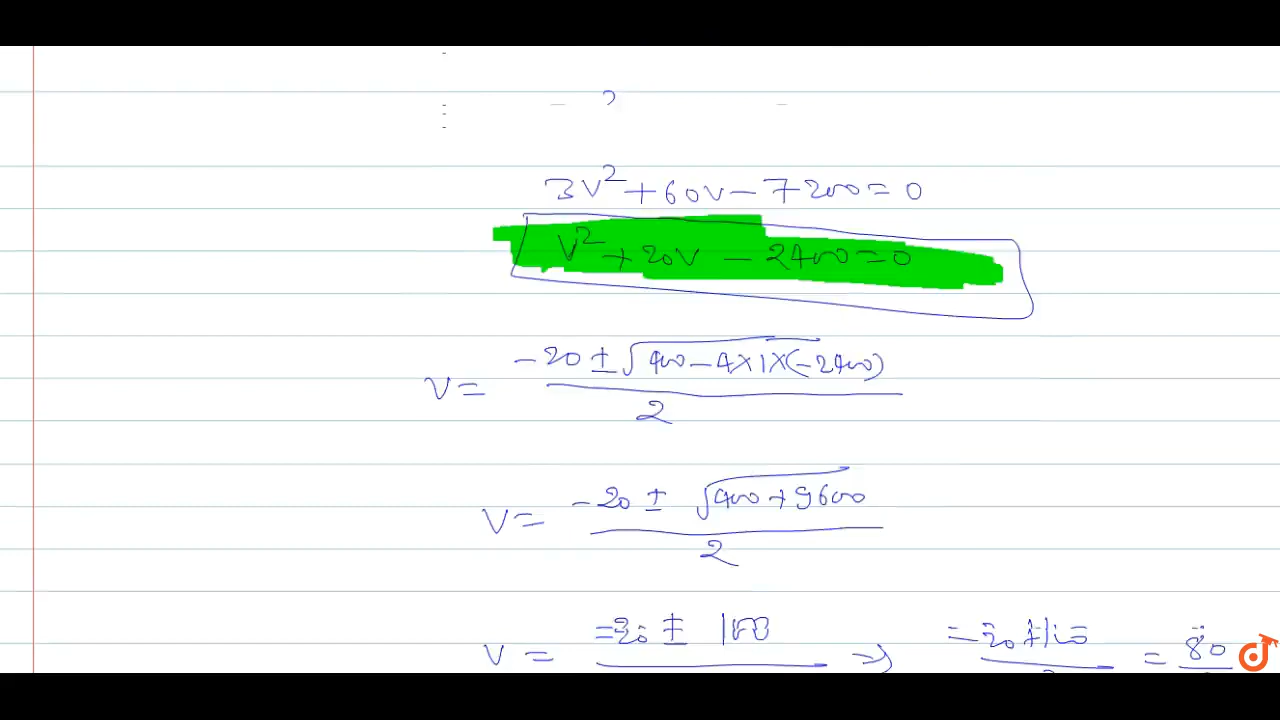 3V²+60V-7200=0
V²+20V-2400=0
V= (-20±√(400-4×1×(-2400)))/2
V= (-20± √(400+9600))/2
V= -20± 100 ⇒ -20+100 = 80